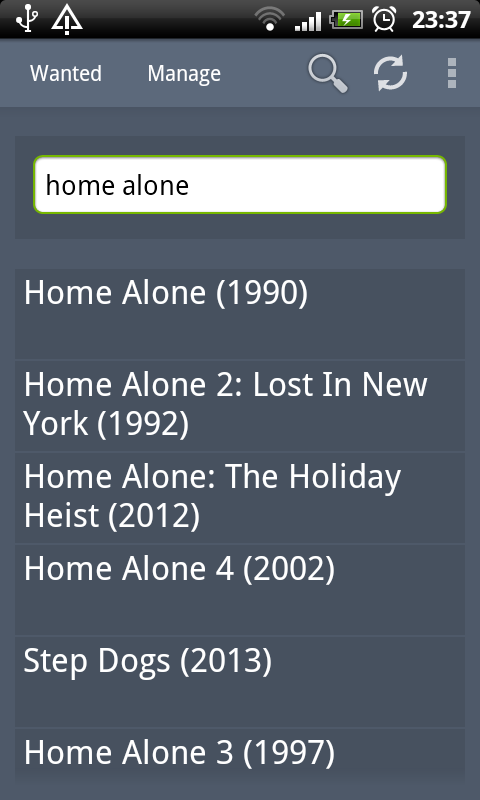 23:37
Wanted
Manage
home alone
Home Alone (1990)
Home Alone 2: Lost In New
York (1992)
Home Alone: The Holiday
Heist (2012)
Home Alone 4 (2002)
Step Dogs (2013)
Home Alone 3 (1997)